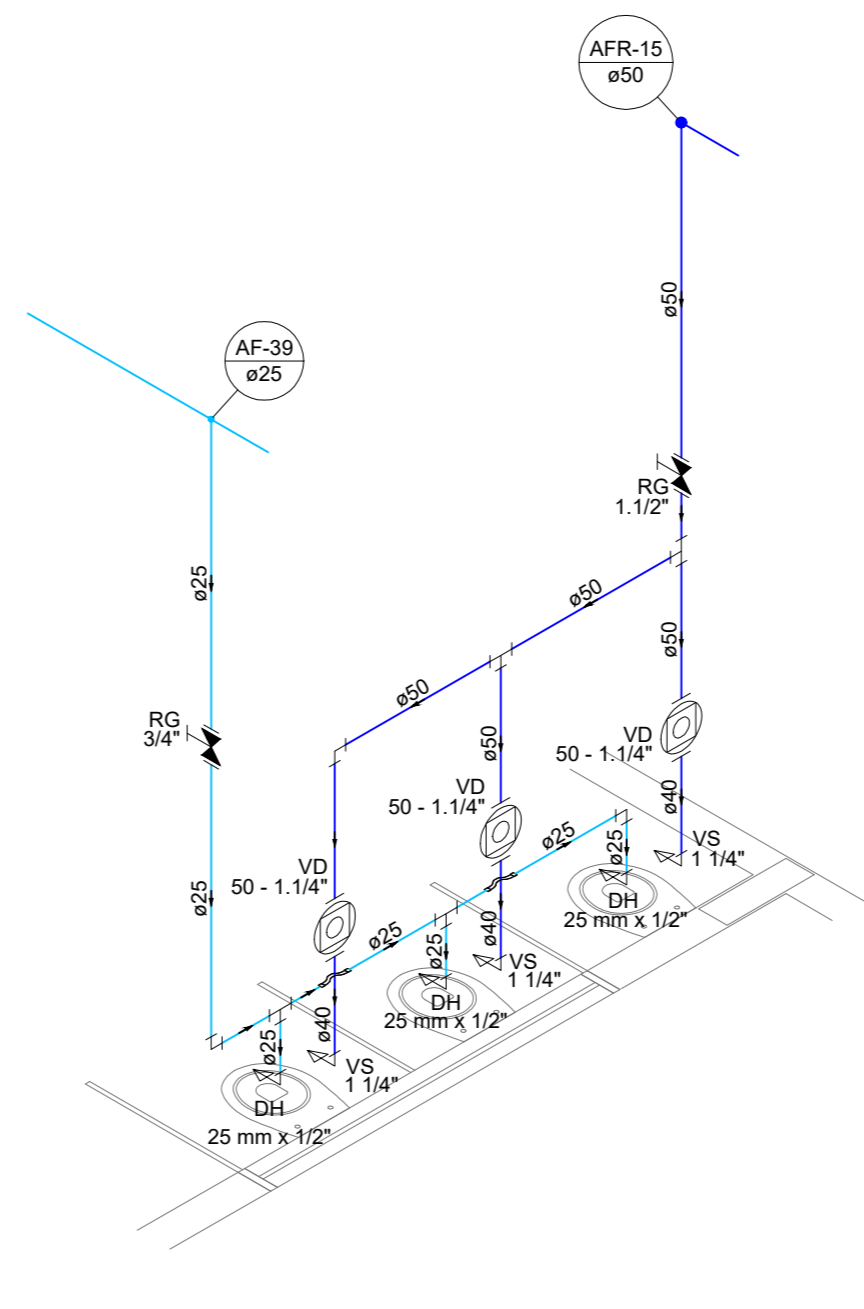 AFR-15
ø50
ø50
AF-39
ø25
RG
1.1/2"
ø25
ø50
ø50
ø50
RG
3/4"
ø50
VD
50 - 1.1/4"
VD
50 - 1.1/4"
ø40
ø25
ø25
VS
1 1/4"
VD
50 - 1.1/4"
ø25
DH
25 mm x 1/2"
ø25
ø40
ø25
VS
1 1/4"
DH
25 mm x 1/2"
ø40
ø25
VS
1 1/4"
DH
25 mm x 1/2"